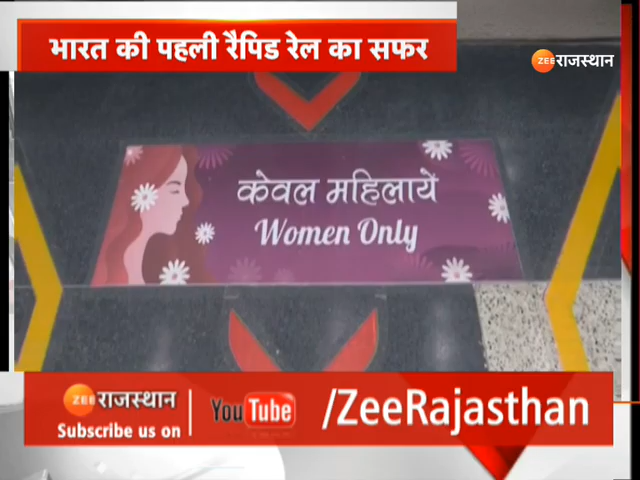 भारत की पहली रैपिड रेल का सफर
ZEE राजस्थान
केवल महिलायें
Women Only
ZEE राजस्थान
Subscribe us on
YouTube
/ZeeRajasthan